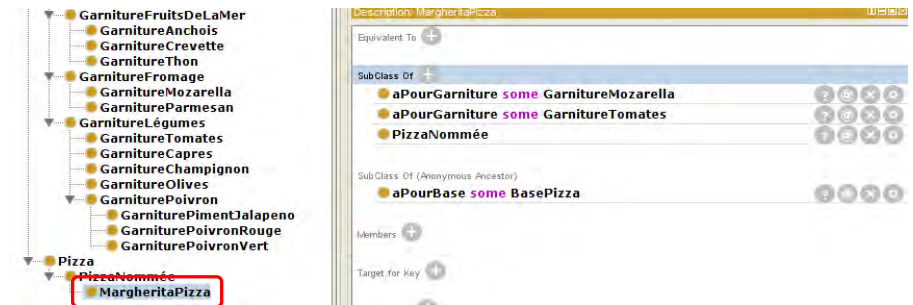 GarnitureFruitsDeLaMer
GarnitureAnchois
GarnitureCrevette
GarnitureThon
GarnitureFromage
GarnitureMozarella
GarnitureParmesan
GarnitureLégumes
GarnitureTomates
GarnitureCapres
GarnitureChampignon
GarnitureOlives
GarniturePoivron
GarniturePimentJalapeno
GarniturePoivronRouge
GarniturePoivronVert
Pizza
PizzaNommée
MargheritaPizza
Description: MargheritaPizza
Equivalent To
SubClass Of
aPourGarniture some GarnitureMozarella
aPourGarniture some GarnitureTomates
PizzaNommée
SubClass Of (Anonymous Ancestor)
aPourBase some BasePizza
Members
Target for Key